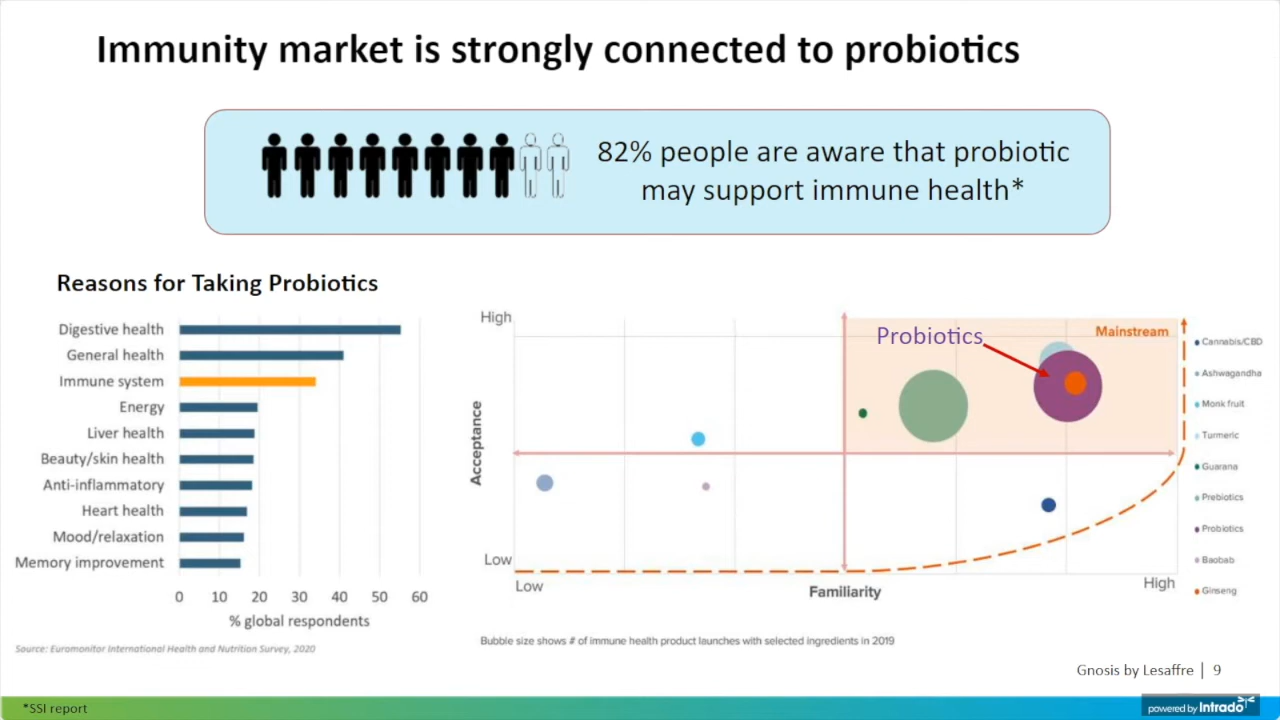 Immunity market is strongly connected to probiotics
82% people are aware that probiotic
may support immune health*
Reasons for Taking Probiotics
Digestive health
General health
Immune system
Energy
Liver health
Beauty/skin health
Anti-inflammatory
Heart health
Mood/relaxation
Memory improvement
0 10 20 30 40 50 60
% global respondents
Source: Euromonitor International Health and Nutrition Survey, 2020
High
Acceptance
Low
Low
Familiarity
High
Probiotics
Mainstream
Cannabis/CBD
Ashwagandha
Monk fruit
Turmeric
Guarana
Prebiotics
Probiotics
Baobab
Ginseng
Bubble size shows # of immune health product launches with selected ingredients in 2019
Gnosis by Lesaffre | 9
*SSI report
powered by Intrado